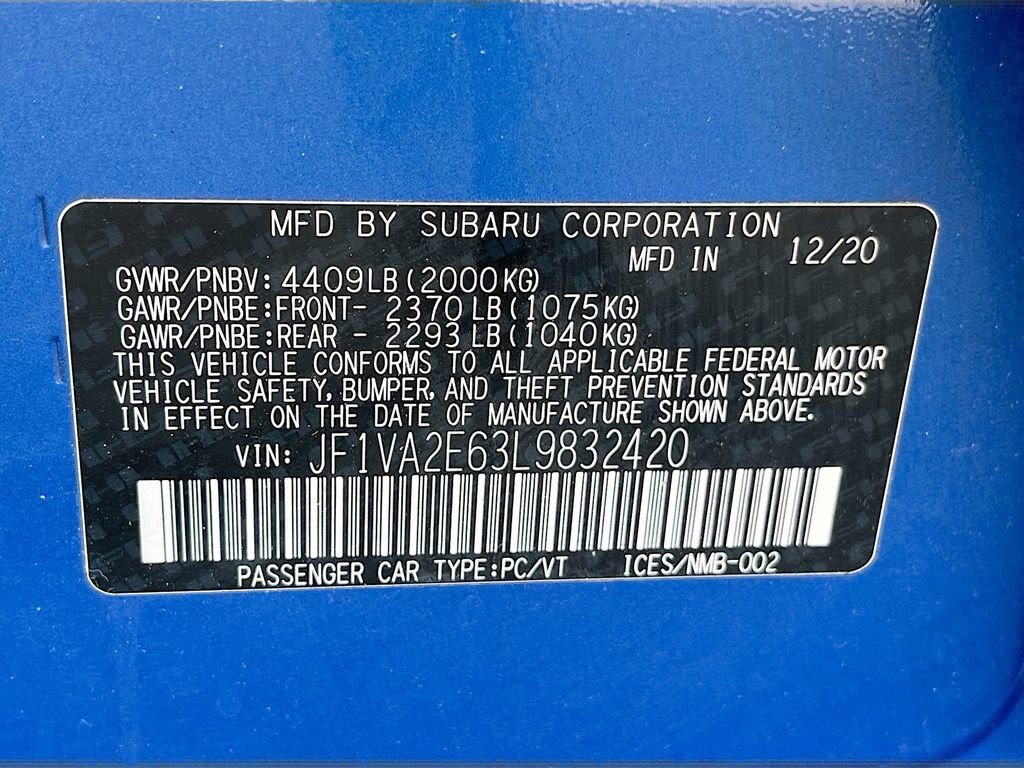 MFD BY SUBARU CORPORATION
MFD IN 12/20
GVWR/PNBV: 4409LB (2000KG)
GAWR/PNBE:FRONT- 2370 LB (1075KG)
GAWR/PNBE:REAR - 2293 LB (1040KG)
THIS VEHICLE CONFORMS TO ALL APPLICABLE FEDERAL MOTOR
VEHICLE SAFETY, BUMPER, AND THEFT PREVENTION STANDARDS
IN EFFECT ON THE DATE OF MANUFACTURE SHOWN ABOVE.
VIN: JF1VA2E63L9832420
PASSENGER CAR TYPE:PC/VT ICES/NMB-002